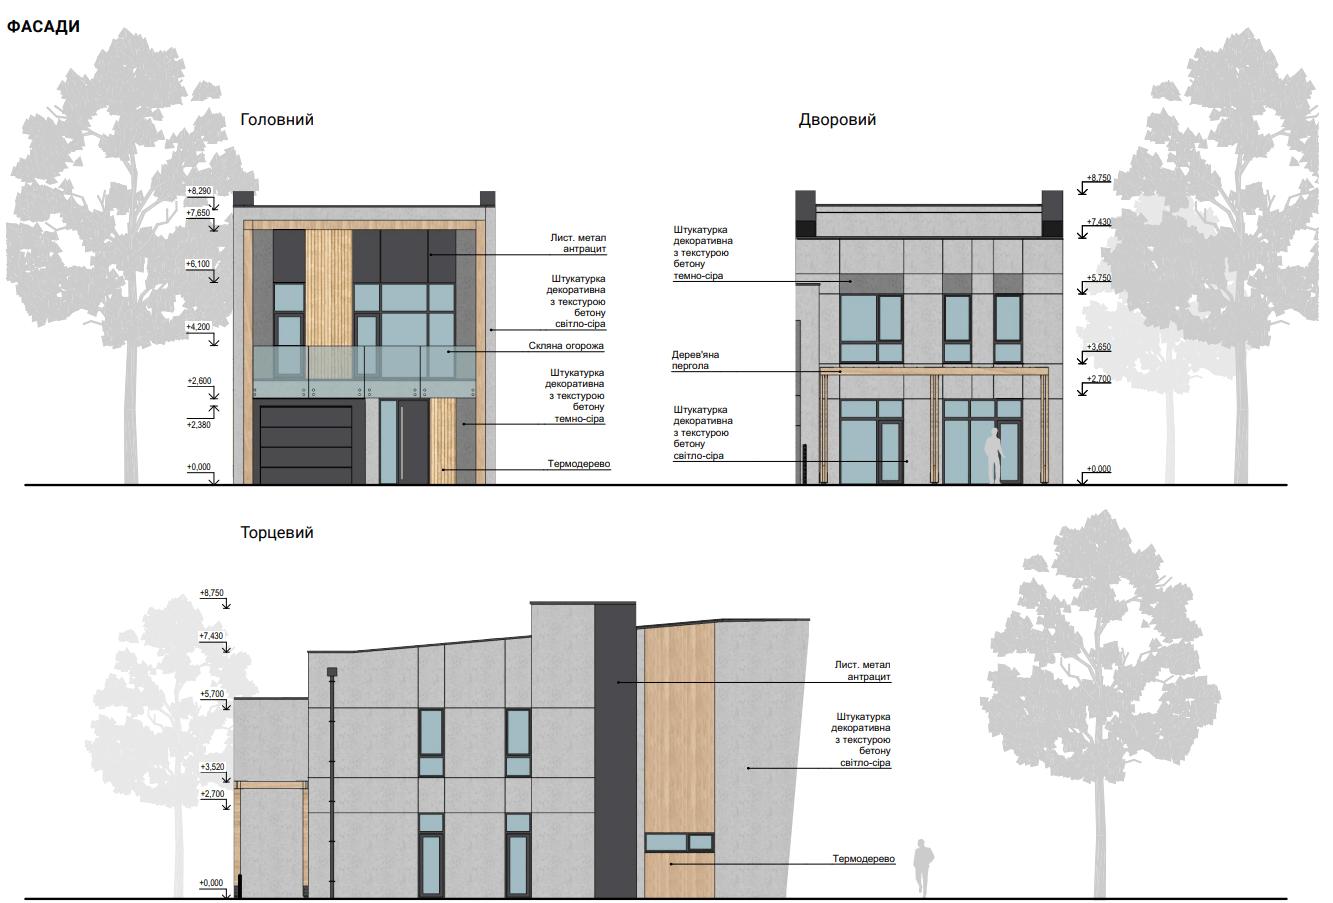 ФАСАДИ
Головний
+8,290
+7,650
+6,100
+4,200
+2,600
+2,380
+0,000
Лист. метал
антрацит
Штукатурка
декоративна
з текстурою
бетону
світло-сіра
Скляна огорожа
Штукатурка
декоративна
з текстурою
бетону
темно-сіра
Термодерево
Дворовий
Штукатурка
декоративна
з текстурою
бетону
темно-сіра
Дерев'яна
пергола
Штукатурка
декоративна
з текстурою
бетону
світло-сіра
+8,750
+7,430
+5,750
+3,650
+2,700
+0,000
Торцевий
+8,750
+7,430
+5,700
+3,520
+2,700
+0,000
Лист. метал
антрацит
Штукатурка
декоративна
з текстурою
бетону
світло-сіра
Термодерево